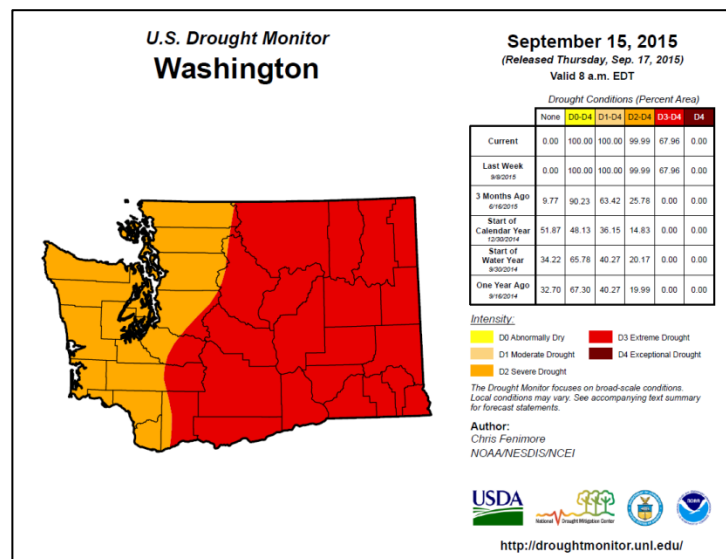 U.S. Drought Monitor
Washington
September 15, 2015
(Released Thursday, Sep. 17, 2015)
Valid 8 a.m. EDT
Drought Conditions (Percent Area)
None D0-D4 D1-D4 D2-D4 D3-D4 D4
Current 0.00 100.00 100.00 99.99 67.96 0.00
Last Week 0.00 100.00 100.00 99.99 67.96 0.00
9/8/2015
3 Months Ago 9.77 90.23 63.42 25.78 0.00 0.00
6/16/2015
Start of
Calendar Year 51.87 48.13 36.15 14.83 0.00 0.00
12/30/2014
Start of
Water Year 34.22 65.78 40.27 20.17 0.00 0.00
9/30/2014
One Year Ago 32.70 67.30 40.27 19.99 0.00 0.00
9/16/2014
Intensity:
D0 Abnormally Dry D3 Extreme Drought
D1 Moderate Drought D4 Exceptional Drought
D2 Severe Drought
The Drought Monitor focuses on broad-scale conditions.
Local conditions may vary. See accompanying text summary
for forecast statements.
Author:
Chris Fenimore
NOAA/NESDIS/NCEI
USDA
National Drought Mitigation Center
NOAA
http://droughtmonitor.unl.edu/